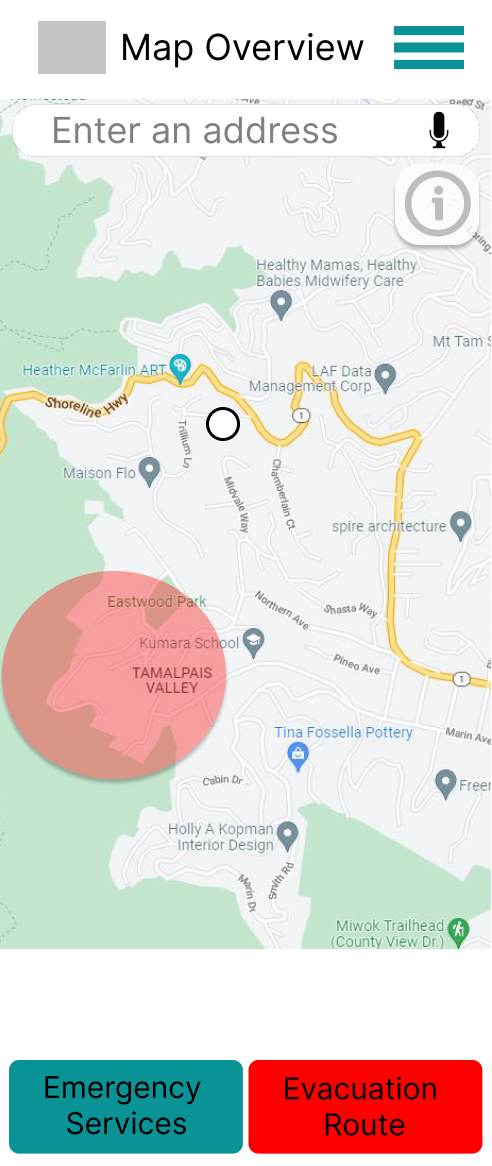 Map Overview
Enter an address
Healthy Mamas, Healthy
Babies Midwifery Care
Mt Tam S
Heather McFarlin ART
LAF Data
Management Corp
Shoreline Hwy
1
Trillium Ln
Maison Flo
Midvale Way
Chamberlain Ct
spire architecture
Eastwood Park
Northern Ave
Shasta Way
Kumara School
Pineo Ave
TAMALPAIS
VALLEY
1
Tina Fossella Pottery
Marin Ave
Cabin Dr
Freer
Holly A Kopman
Interior Design
Smith Rd
Marin Dr
Miwok Trailhead
(County View Dr.)
Emergency
Services
Evacuation
Route